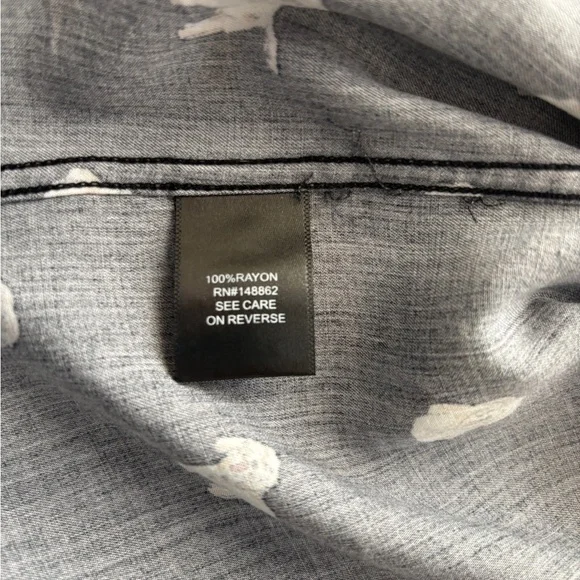 100%RAYON
RN#148862
SEE CARE
ON REVERSE